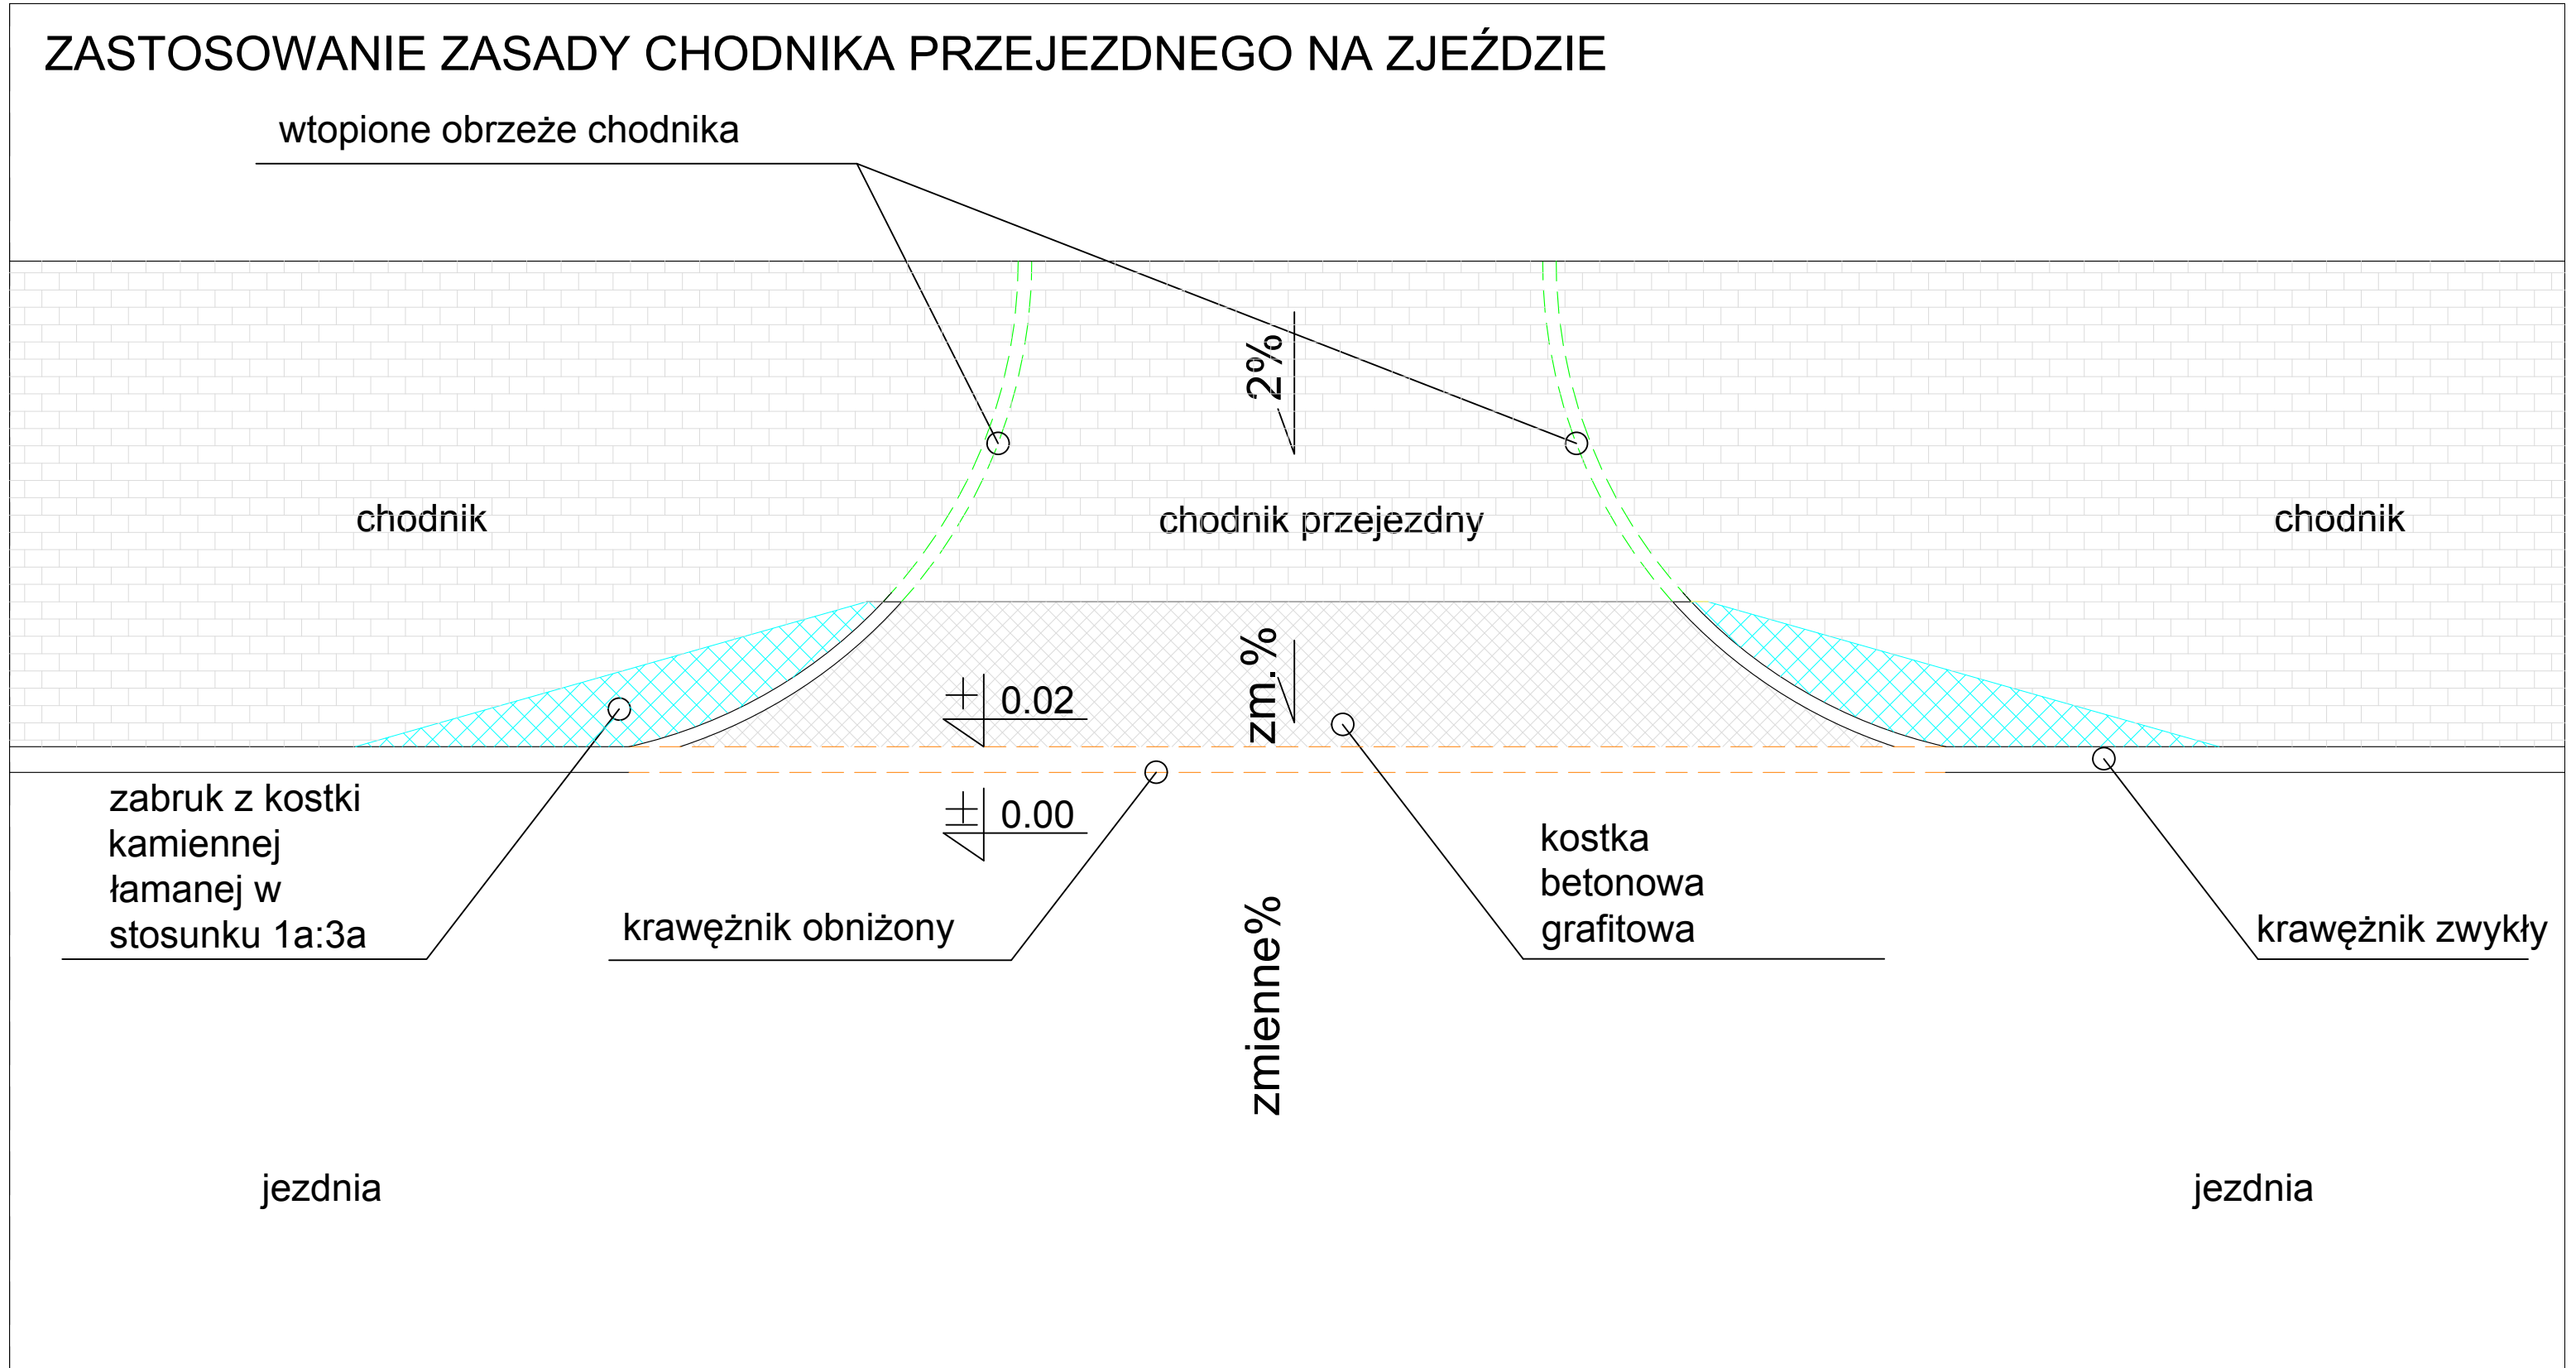 ZASTOSOWANIE ZASADY CHODNIKA PRZEJEZDNEGO NA ZJEŹDZIE
wtopione obrzeże chodnika
2%
chodnik
chodnik przejezdny
chodnik
zm.%
+ 0.02
± 0.00
zabruk z kostki
kamiennej
łamanej w
stosunku 1a:3a
krawężnik obniżony
zmienne%
kostka
betonowa
grafitowa
krawężnik zwykły
jezdnia
jezdnia